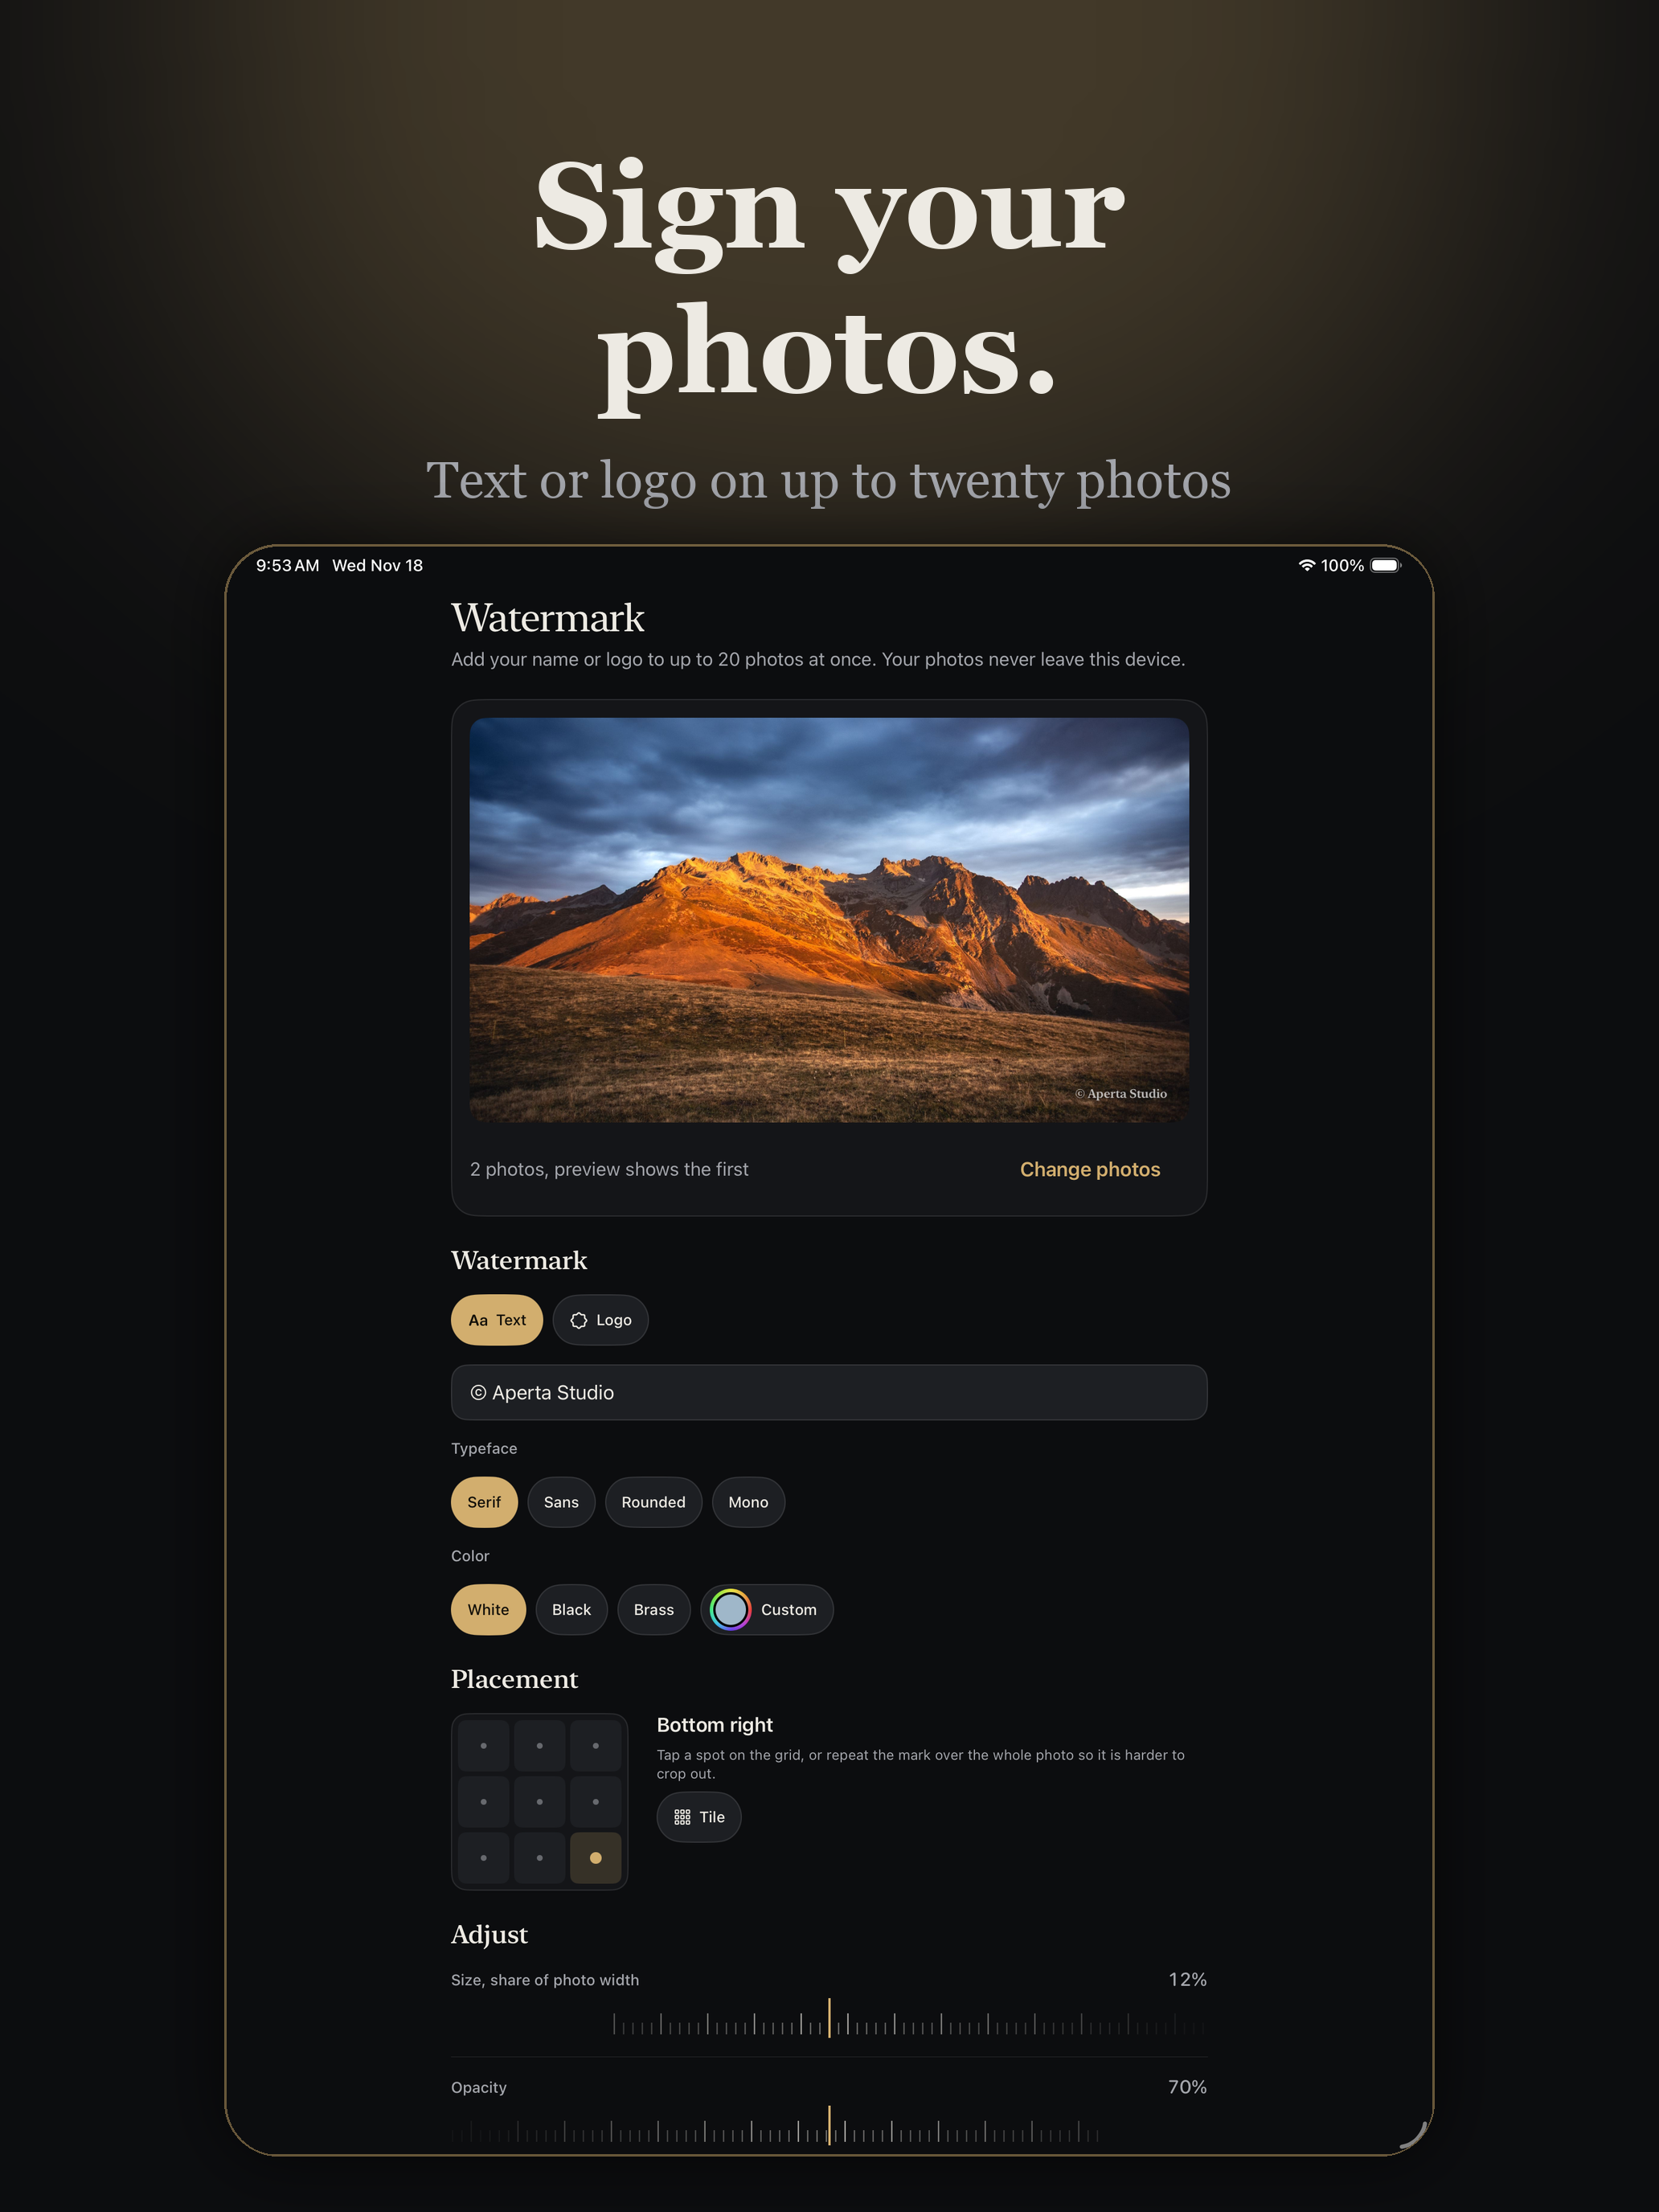 Sign your
photos.
Text or logo on up to twenty photos
9:53 AM Wed Nov 18
100%
Watermark
Add your name or logo to up to 20 photos at once. Your photos never leave this device.
© Aperta Studio
2 photos, preview shows the first
Change photos
Watermark
Aa Text
Logo
© Aperta Studio
Typeface
Serif
Sans
Rounded
Mono
Color
White
Black
Brass
Custom
Placement
Bottom right
Tap a spot on the grid, or repeat the mark over the whole photo so it is harder to
crop out.
Tile
Adjust
Size, share of photo width
12%
Opacity
70%